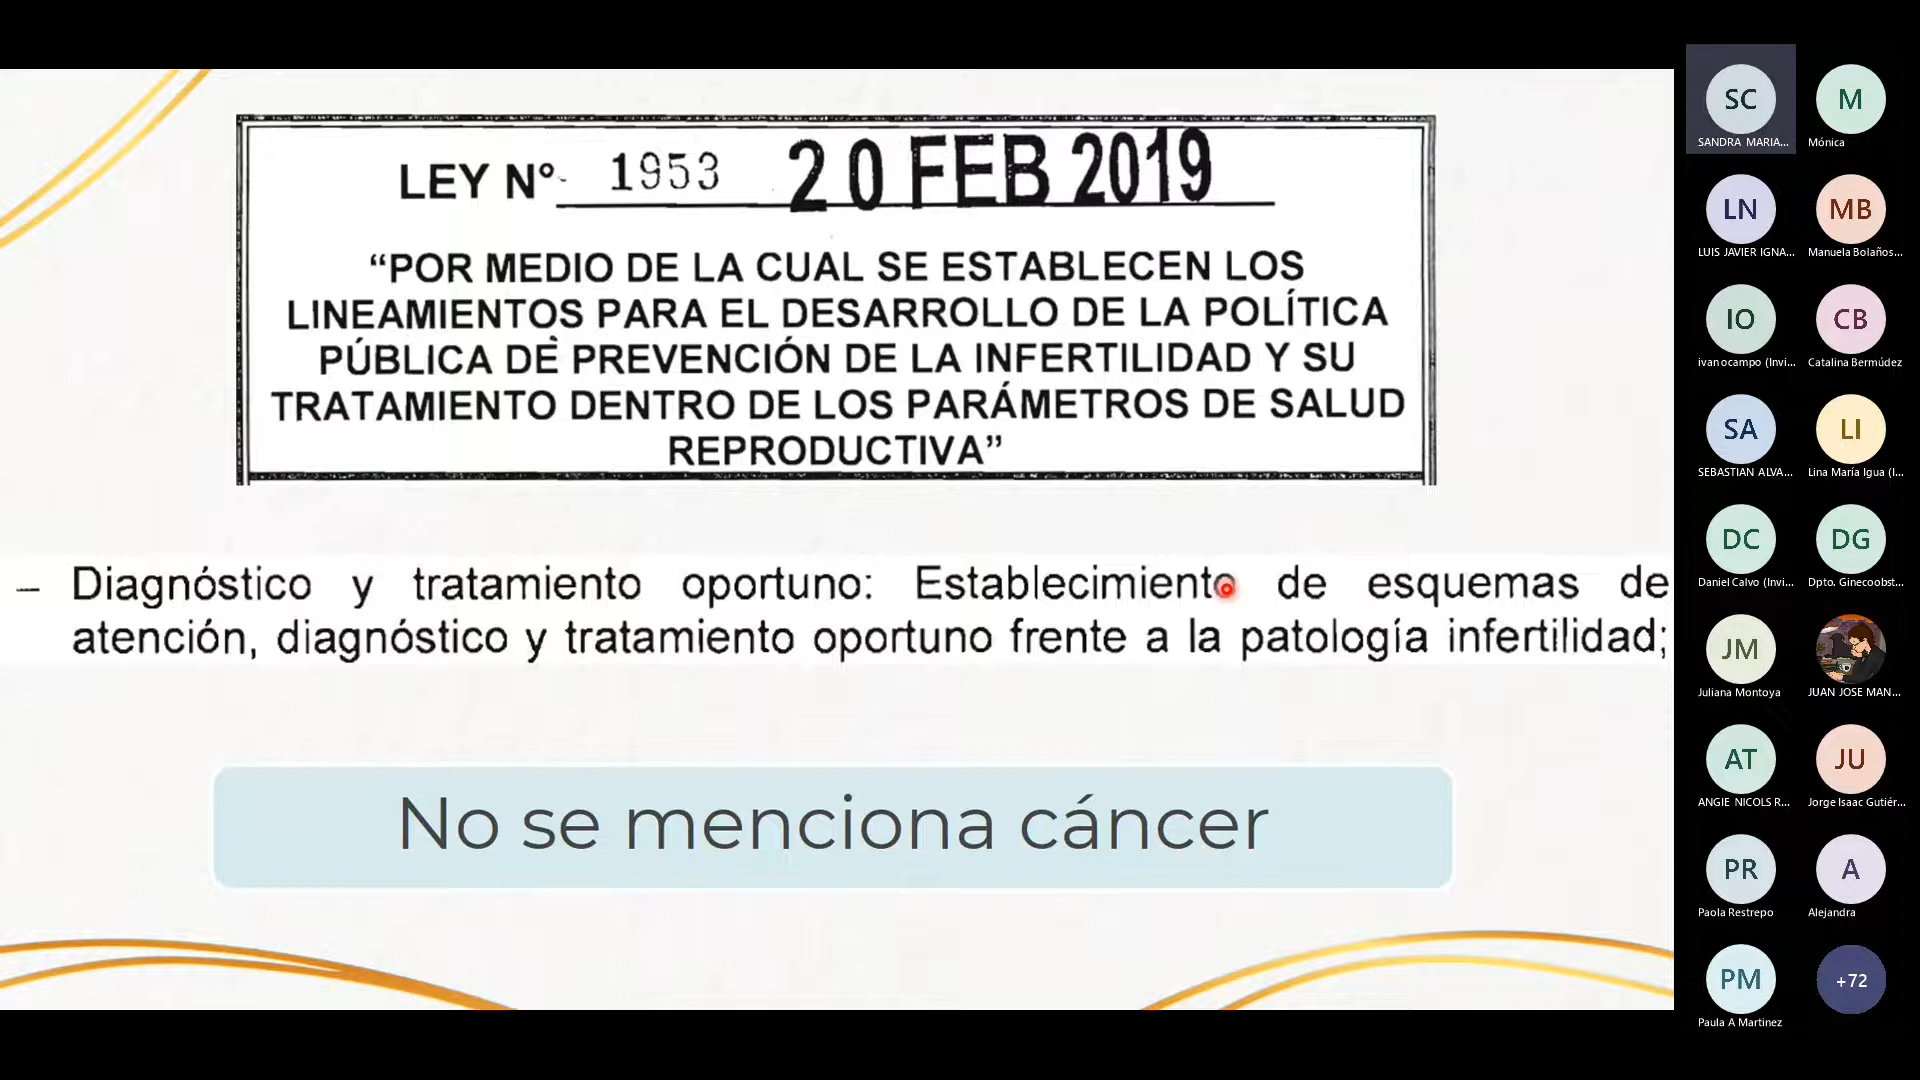 LEY N° 1953 20 FEB 2019
“POR MEDIO DE LA CUAL SE ESTABLECEN LOS
LINEAMIENTOS PARA EL DESARROLLO DE LA POLÍTICA
PÚBLICA DE PREVENCIÓN DE LA INFERTILIDAD Y SU
TRATAMIENTO DENTRO DE LOS PARÁMETROS DE SALUD
REPRODUCTIVA”
– Diagnóstico y tratamiento oportuno: Establecimiento de esquemas de
atención, diagnóstico y tratamiento oportuno frente a la patología infertilidad;
No se menciona cáncer
SC
SANDRA MARIA...
M
Mónica
LN
LUIS JAVIER IGNA...
MB
Manuela Bolaños...
IO
ivan ocampo (Invi...
CB
Catalina Bermúdez
SA
SEBASTIAN ALVA...
LI
Lina María Igua (I...
DC
Daniel Calvo (Invi...
DG
Dpto. Ginecoobst...
JM
Juliana Montoya
JUAN JOSE MAN...
AT
ANGIE NICOLS R...
JU
Jorge Isaac Gutiér...
PR
Paola Restrepo
A
Alejandra
PM
Paula A Martinez
+72